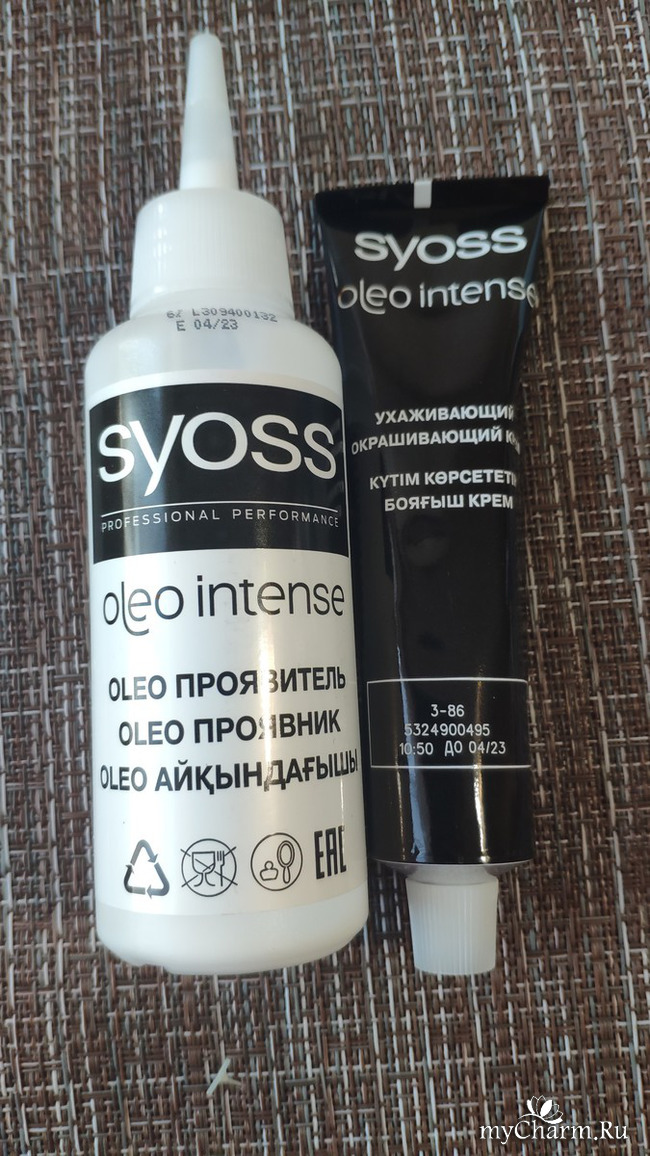 6Z L309400132
E 04/23
syoss
PROFESSIONAL PERFORMANCE
oleo intense
OLEO ПРОЯВИТЕЛЬ
OLEO ПРОЯВНИК
OLEO АЙҚЫНДАҒЫШЫ
EAC
syoss
oleo intense
УХАЖИВАЮЩИЙ
ОКРАШИВАЮЩИЙ
КҮТІМ КӨРСЕТЕТІН
БОЯҒЫШ КРЕМ
3-86
5324900495
10:50 ДО 04/23
myCharm.Ru